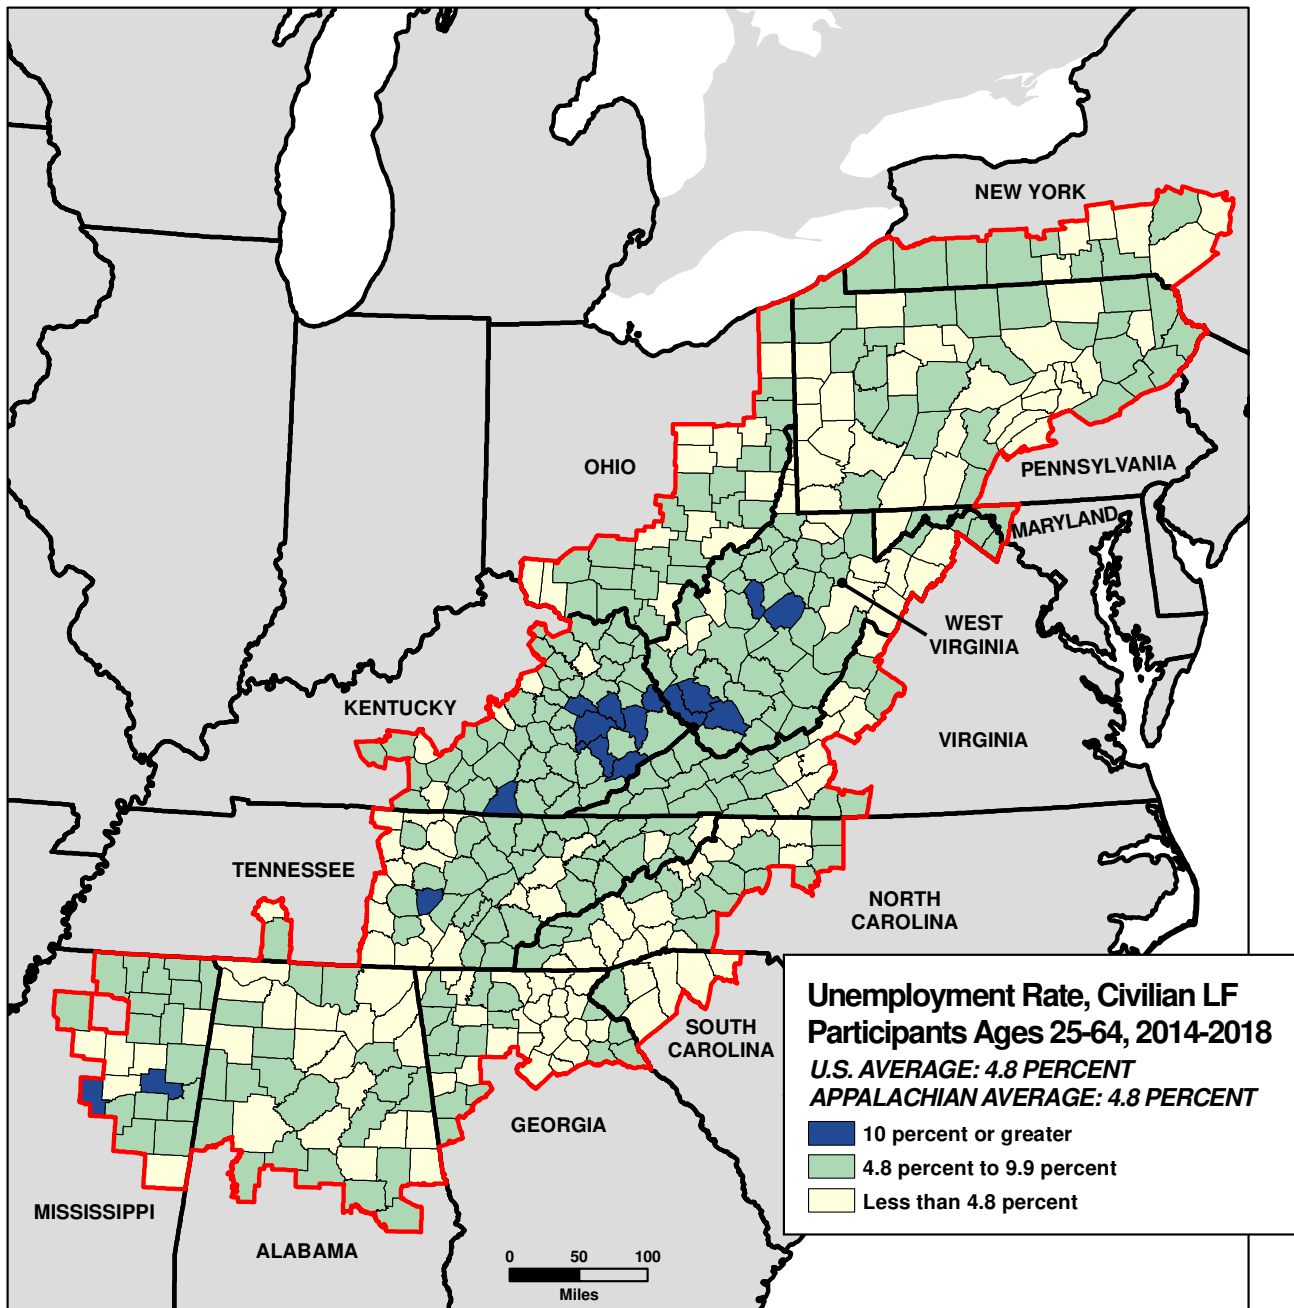 NEW YORK
OHIO
PENNSYLVANIA
MARYLAND
WEST
VIRGINIA
KENTUCKY
VIRGINIA
TENNESSEE
NORTH
CAROLINA
SOUTH
CAROLINA
GEORGIA
MISSISSIPPI
ALABAMA
Unemployment Rate, Civilian LF
Participants Ages 25-64, 2014-2018
U.S. AVERAGE: 4.8 PERCENT
APPALACHIAN AVERAGE: 4.8 PERCENT
10 percent or greater
4.8 percent to 9.9 percent
Less than 4.8 percent
0 50 100
Miles